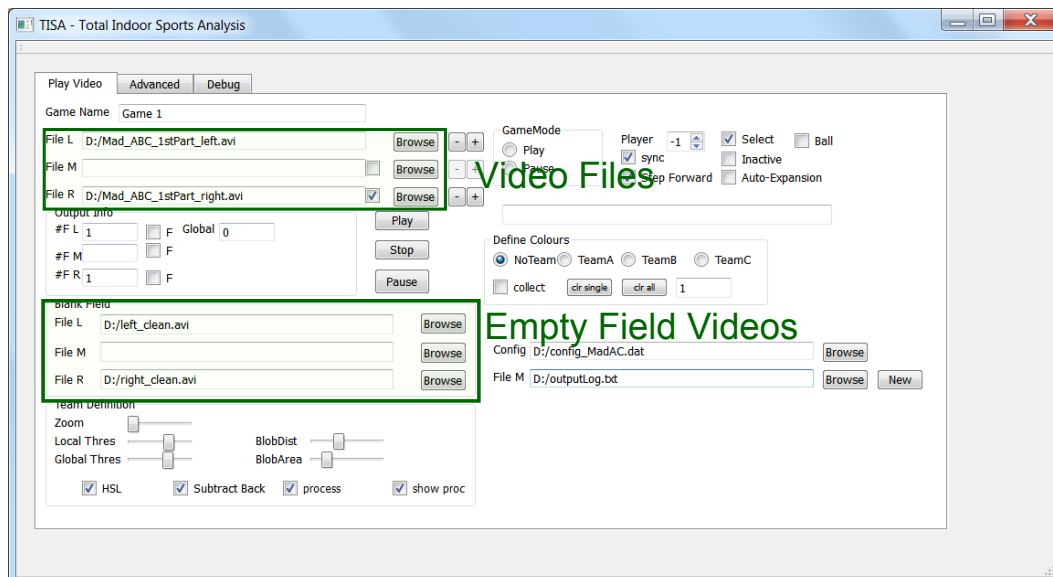 TISA - Total Indoor Sports Analysis
Play Video Advanced Debug
Game Name Game 1
File L D:/Mad_ABC_1stPart_left.avi Browse - +
File M Browse - +
File R D:/Mad_ABC_1stPart_right.avi Browse - +
Video Files
GameMode
Play
Pause
Player -1 Select Ball
sync Inactive
Step Forward Auto-Expansion
Output Info
#F L 1 F Global 0
#F M F
#F R 1 F
Play
Stop
Pause
Define Colours
NoTeam TeamA TeamB TeamC
collect clr single clr all 1
Blank Field
File L D:/left_clean.avi Browse
File M Browse
File R D:/right_clean.avi Browse
Empty Field Videos
Config D:/config_MadAC.dat Browse
File M D:/outputLog.txt Browse New
Team Definition
Zoom
Local Thres BlobDist
Global Thres BlobArea
HSL Subtract Back process show proc